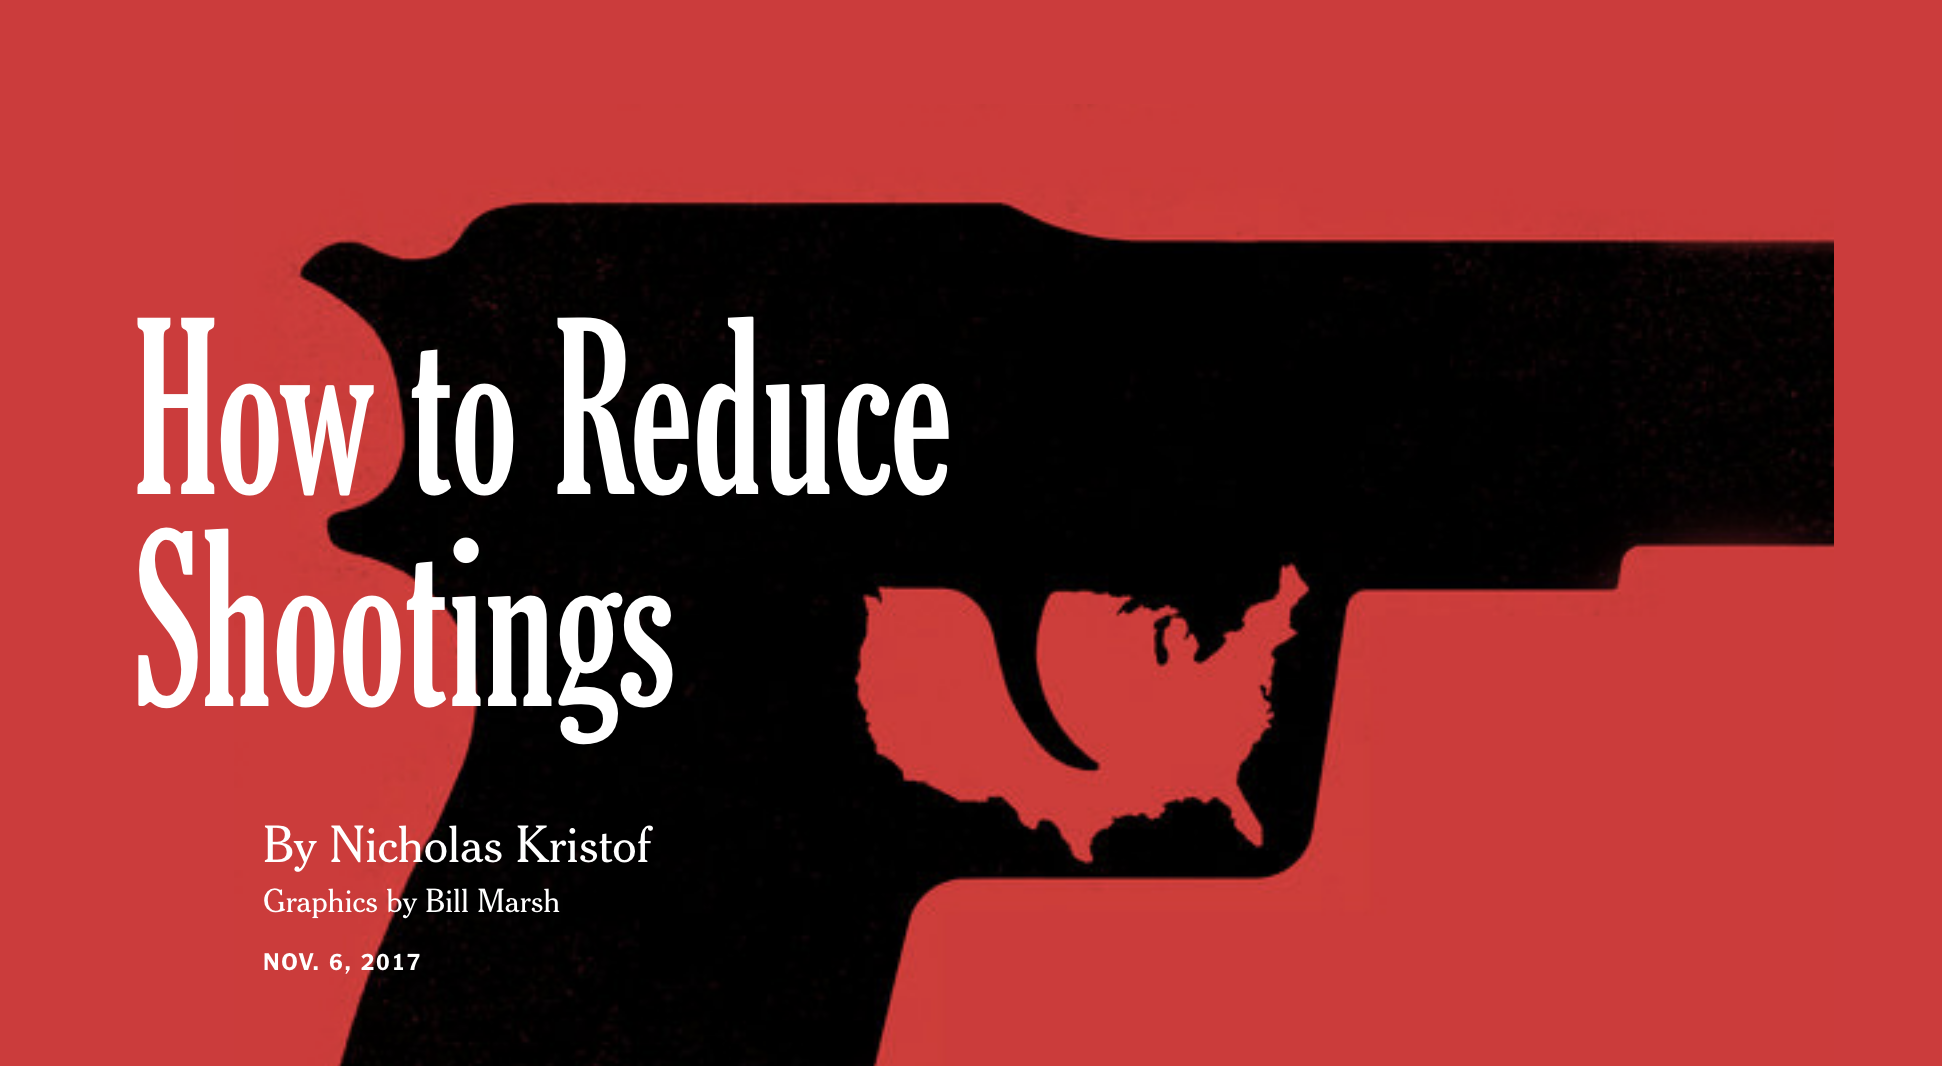 How to Reduce
Shootings
By Nicholas Kristof
Graphics by Bill Marsh
NOV. 6, 2017